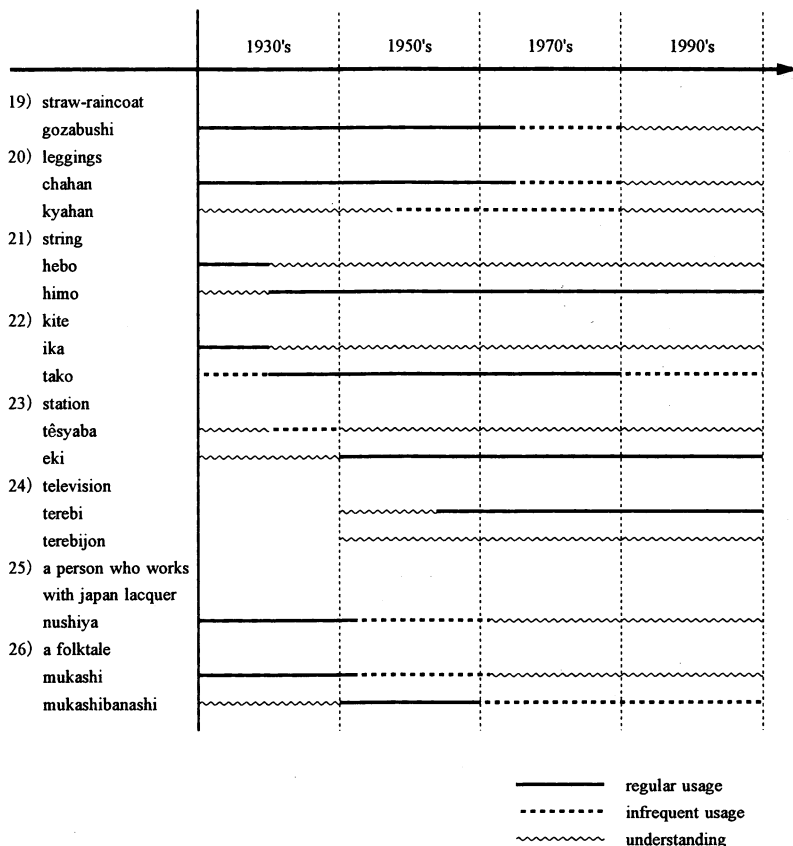 1930's 1950's 1970's 1990's
19) straw-raincoat
gozabushi
20) leggings
chahan
kyahan
21) string
hebo
himo
22) kite
ika
tako
23) station
têsyaba
eki
24) television
terebi
terebijon
25) a person who works
with japan lacquer
nushiya
26) a folktale
mukashi
mukashibanashi
regular usage
infrequent usage
understanding